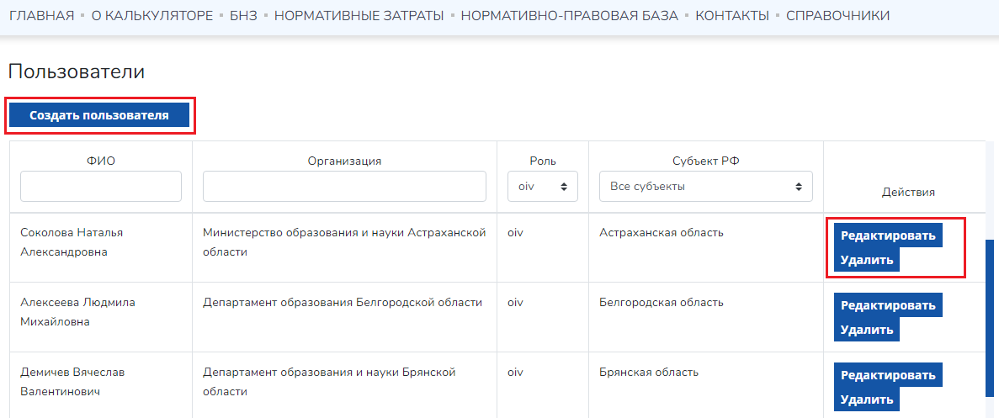 ГЛАВНАЯ О КАЛЬКУЛЯТОРЕ БНЗ НОРМАТИВНЫЕ ЗАТРАТЫ НОРМАТИВНО-ПРАВОВАЯ БАЗА КОНТАКТЫ СПРАВОЧНИКИ
Пользователи
Создать пользователя
ФИО Организация Роль Субъект РФ Действия
oiv Все субъекты
Соколова Наталья Министерство образования и науки Астраханской oiv Астраханская область Редактировать
Александровна области Удалить
Алексеева Людмила Департамент образования Белгородской области oiv Белгородская область Редактировать
Михайловна Удалить
Демичев Вячеслав Департамент образования и науки Брянской oiv Брянская область Редактировать
Валентинович области Удалить